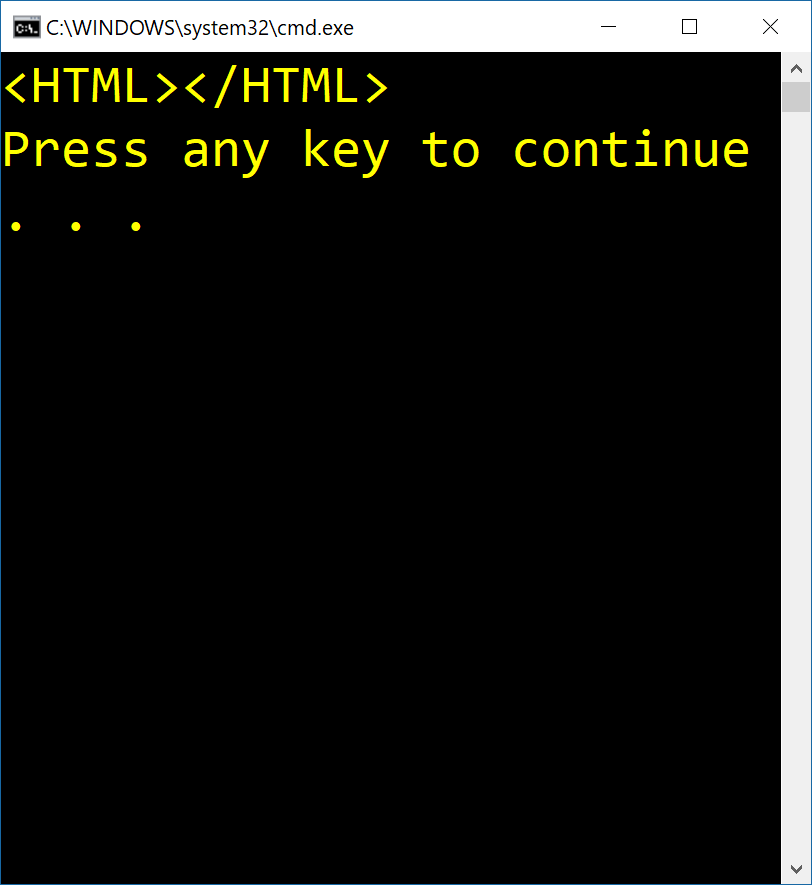 C:\WINDOWS\system32\cmd.exe
<HTML></HTML>
Press any key to continue
. . .